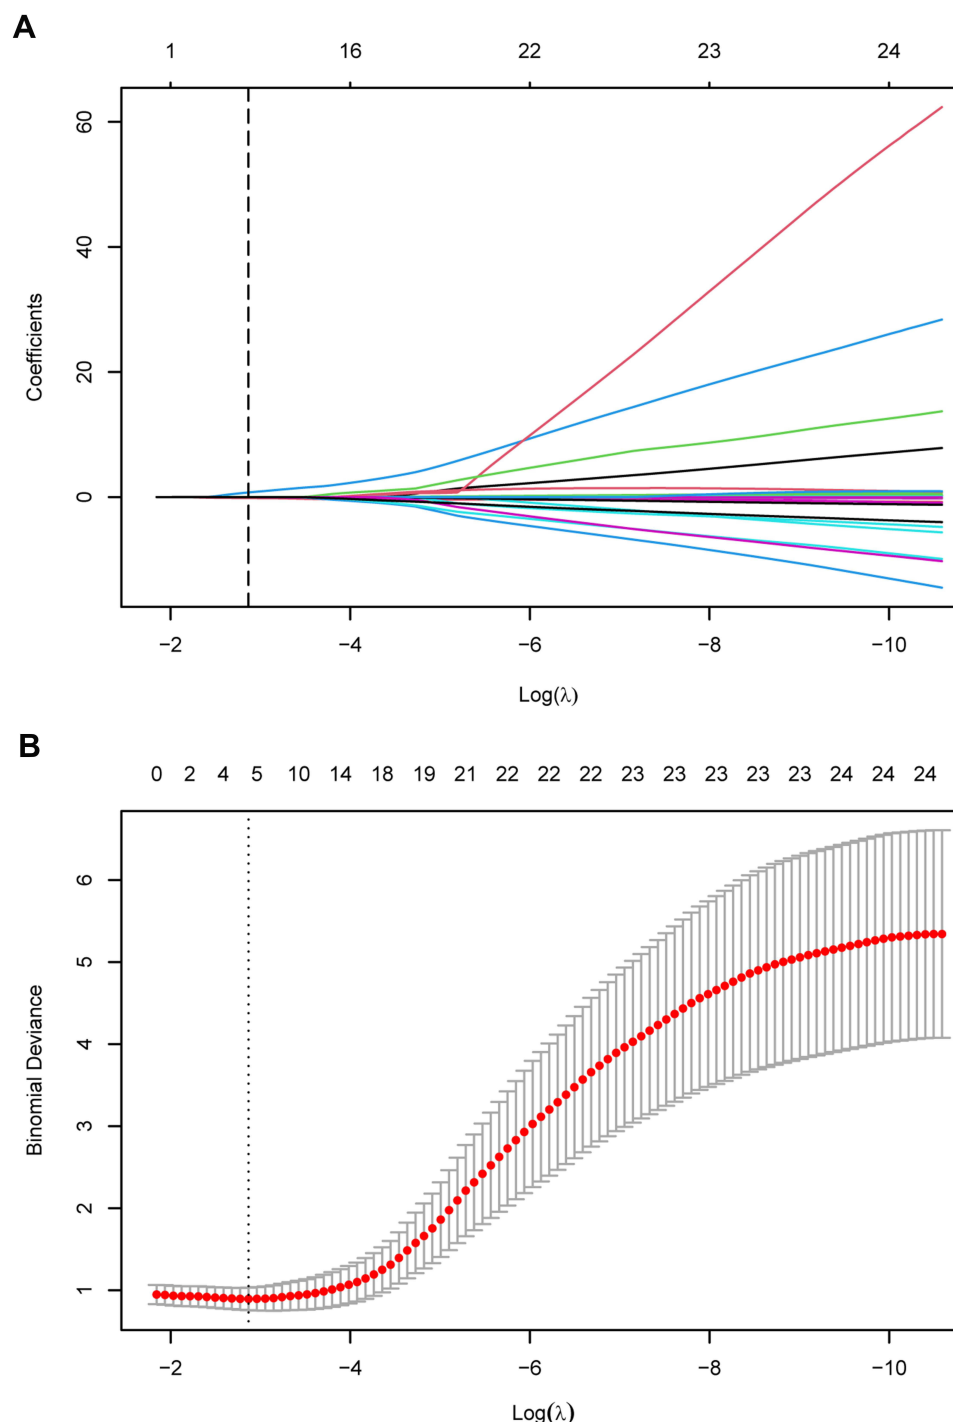 A
1 16 22 23 24
60
40
20
0
Coefficients
−2 −4 −6 −8 −10
Log(λ)
B
0 2 4 5 10 14 18 19 21 22 22 22 23 23 23 23 23 24 24 24
6
5
4
3
2
1
Binomial Deviance
−2 −4 −6 −8 −10
Log(λ)